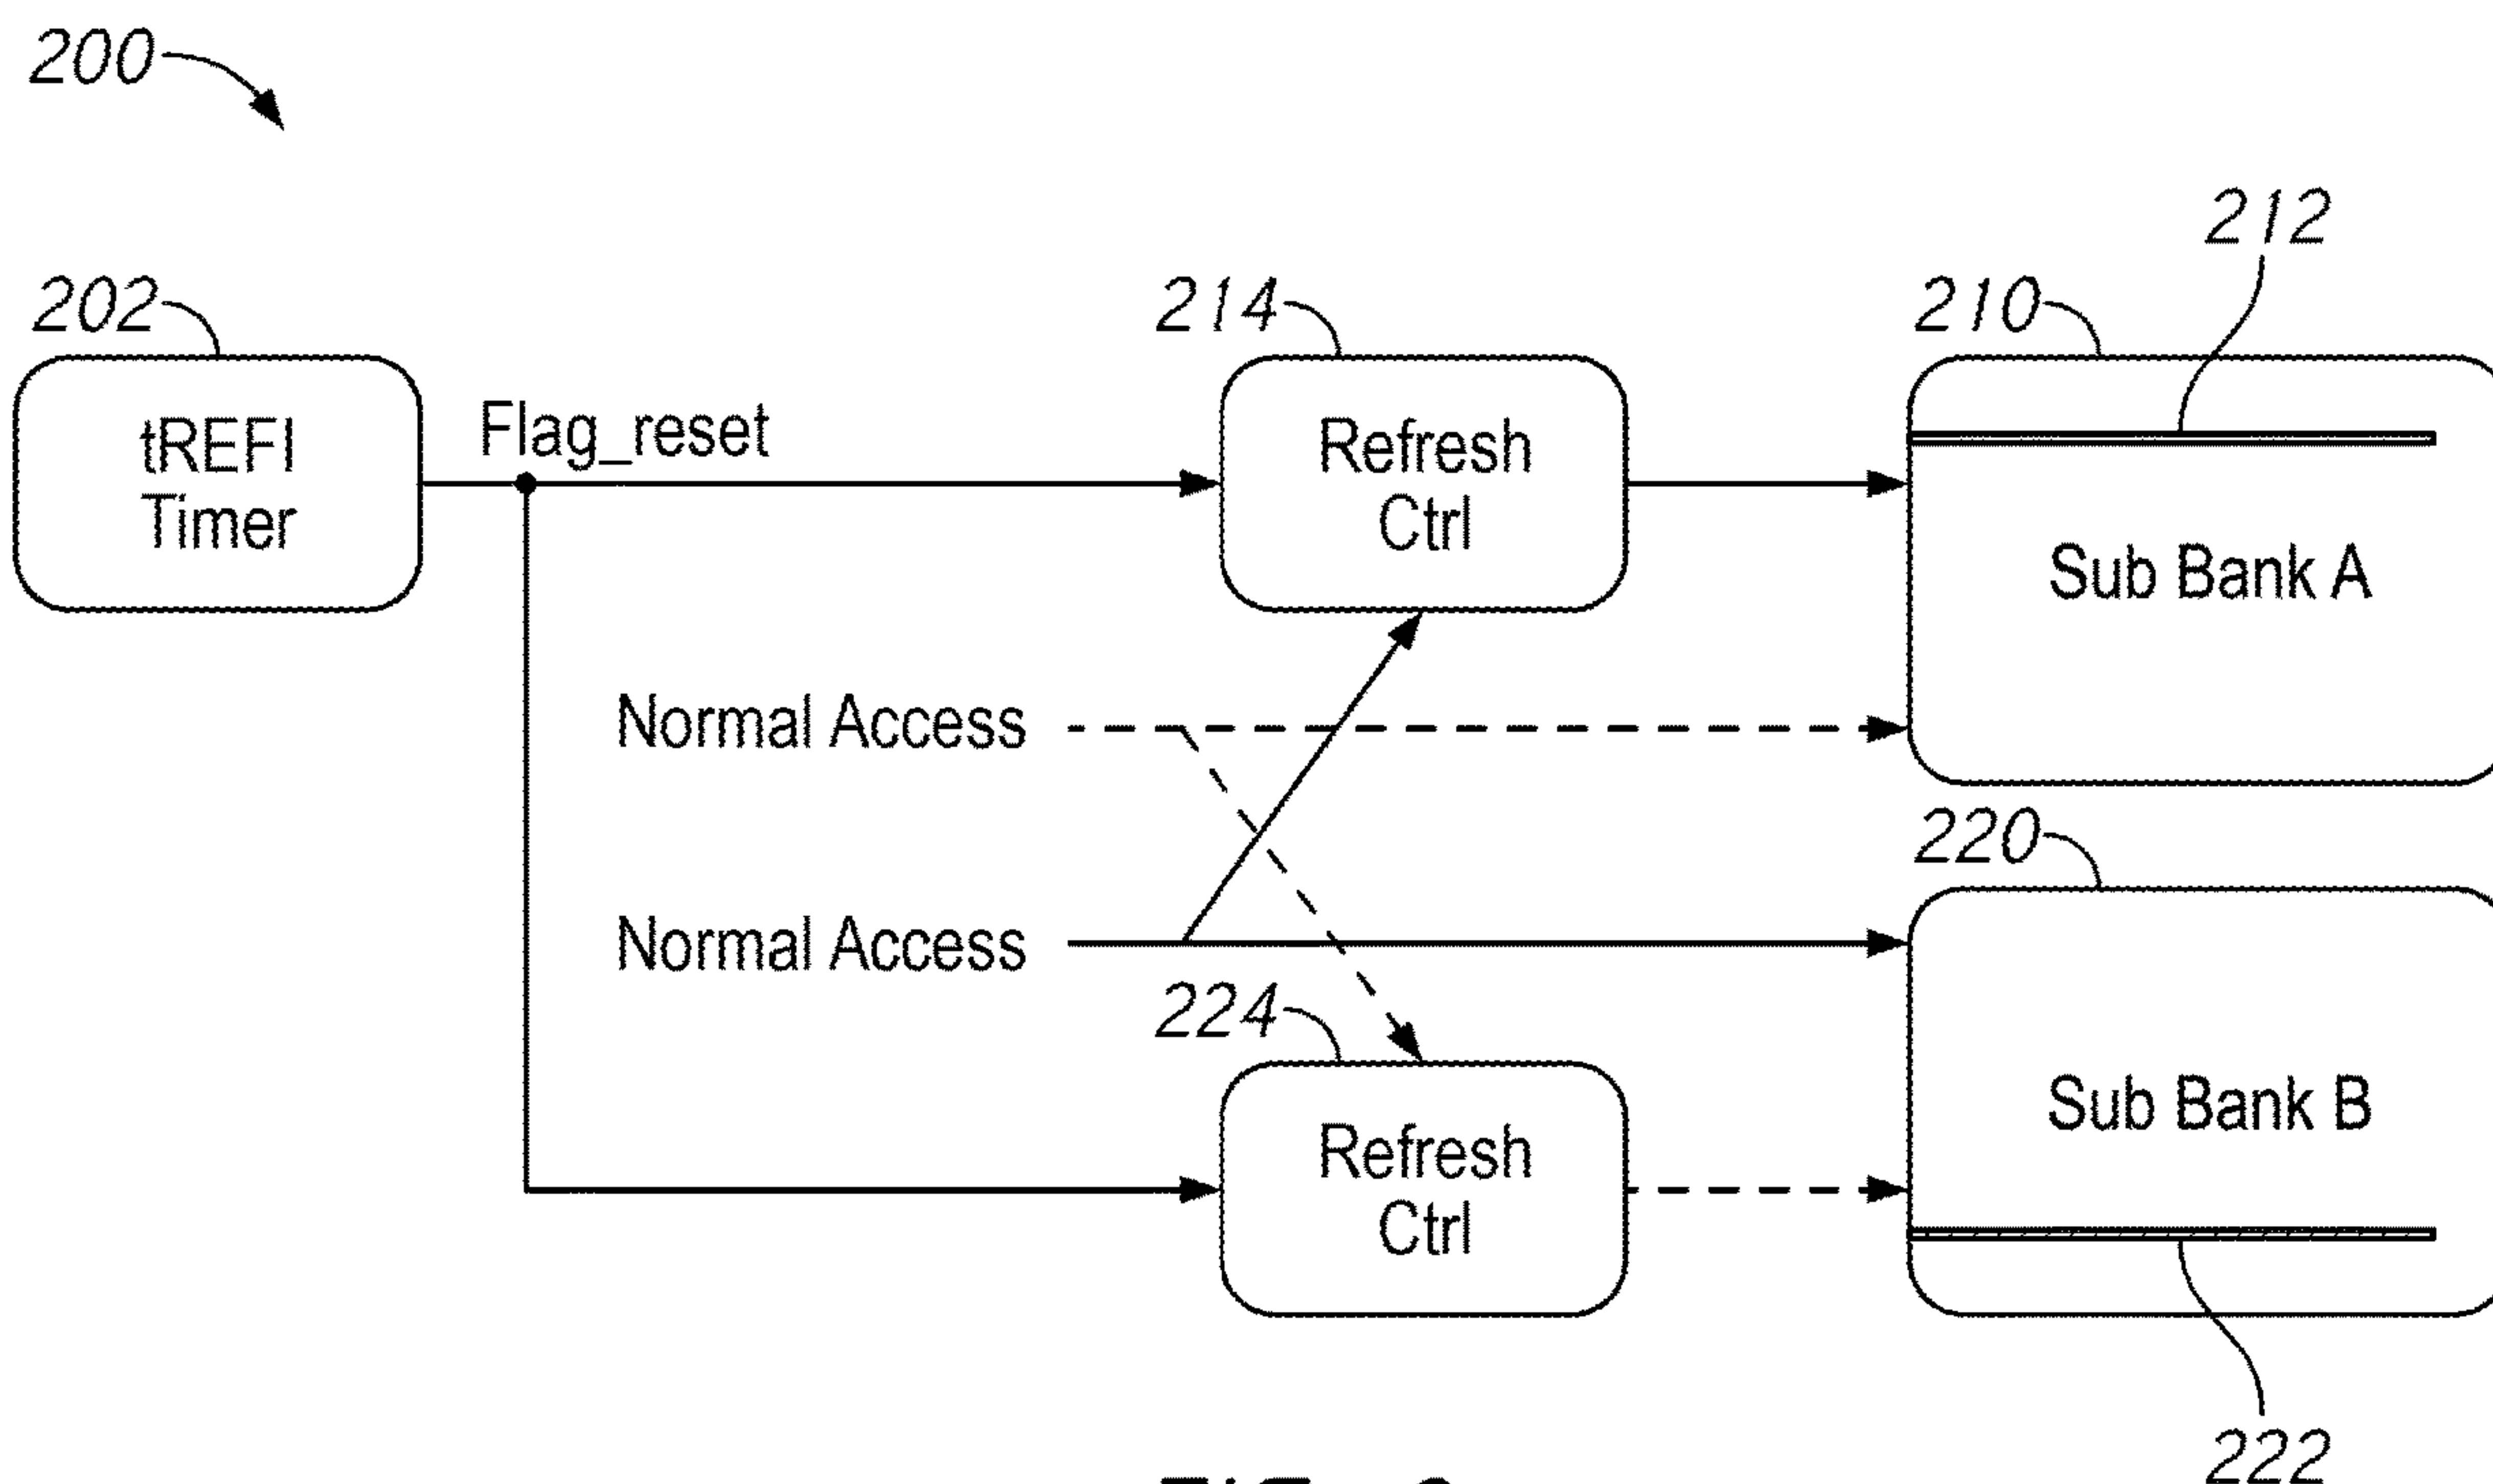 200
212
202
214
210
tREFI
Timer
Flag_reset
Refresh
Ctrl
Sub Bank A
Normal Access
220
Normal Access
224
Refresh
Ctrl
Sub Bank B
222